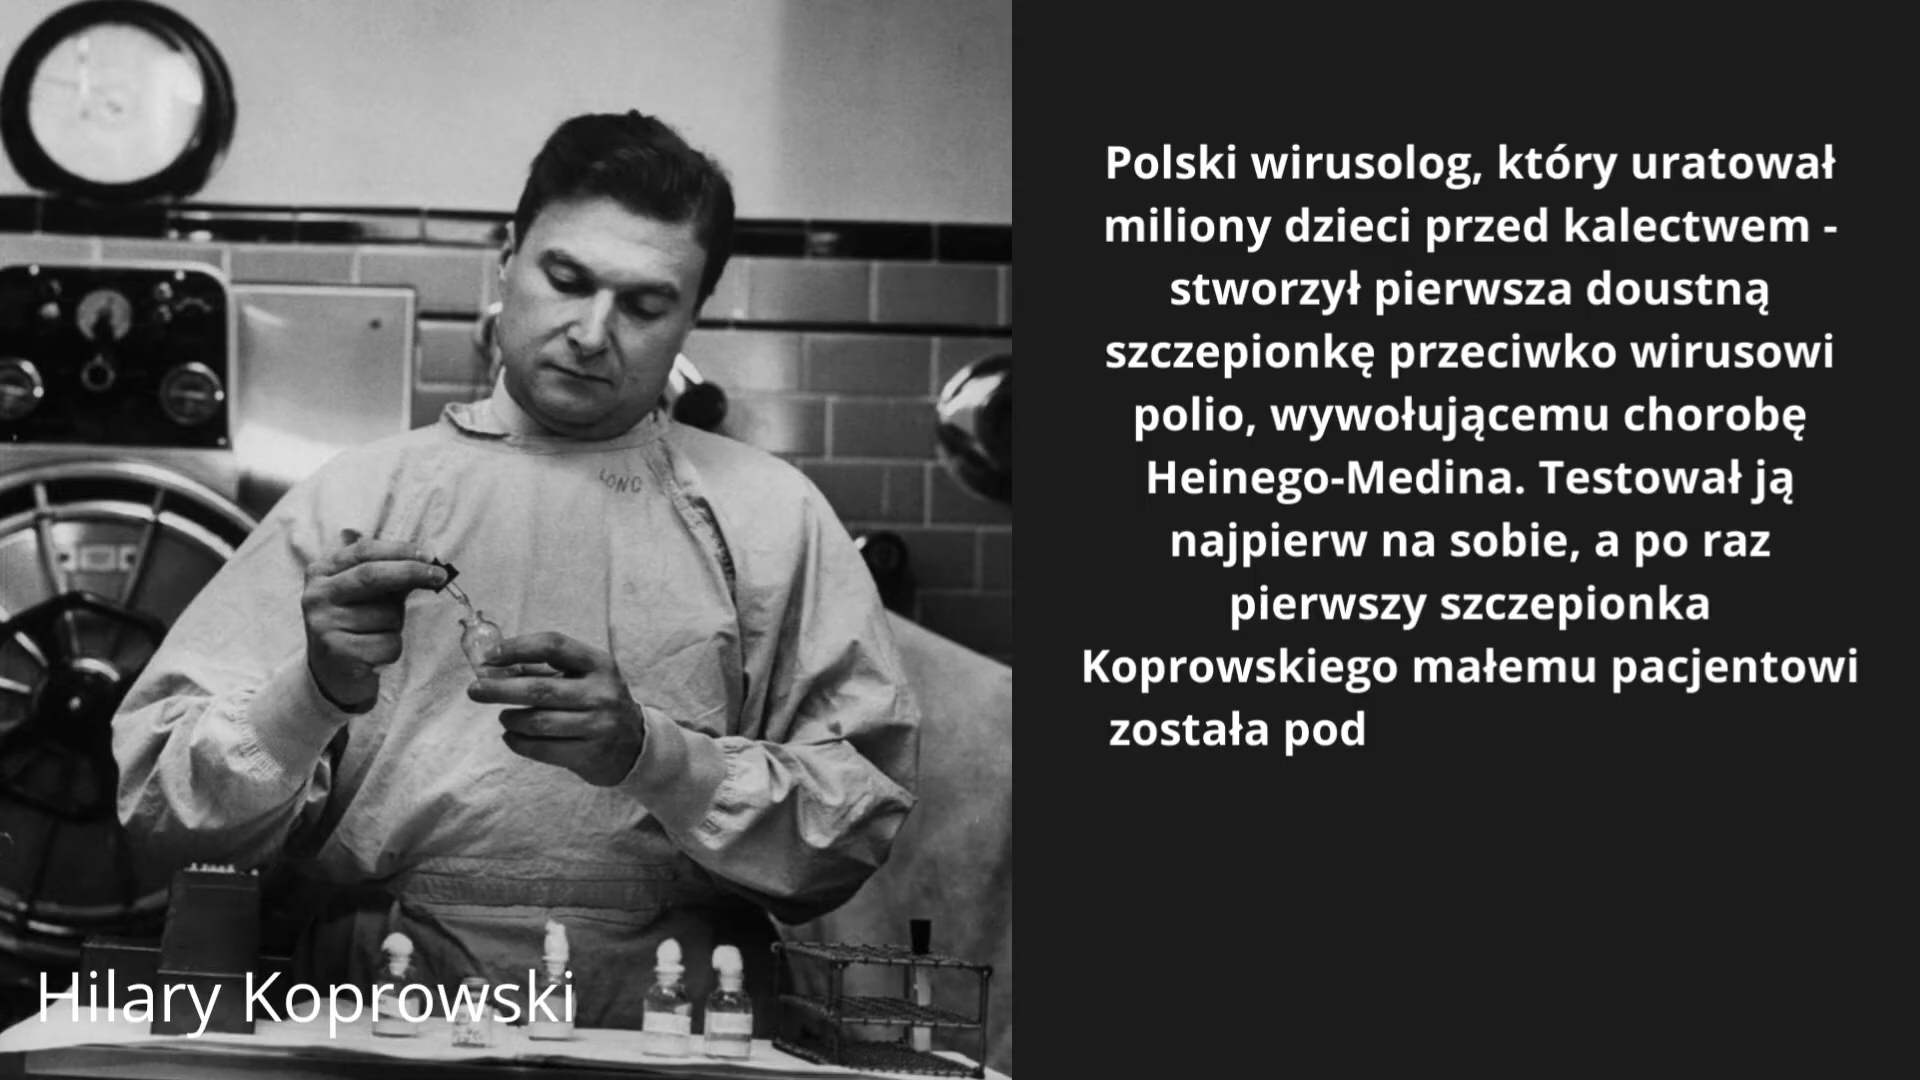 Polski wirusolog, który uratował
miliony dzieci przed kalectwem -
stworzył pierwsza doustną
szczepionkę przeciwko wirusowi
polio, wywołującemu chorobę
Heinego-Medina. Testował ją
najpierw na sobie, a po raz
pierwszy szczepionka
Koprowskiego małemu pacjentowi
została pod
LONG
Hilary Koprowski